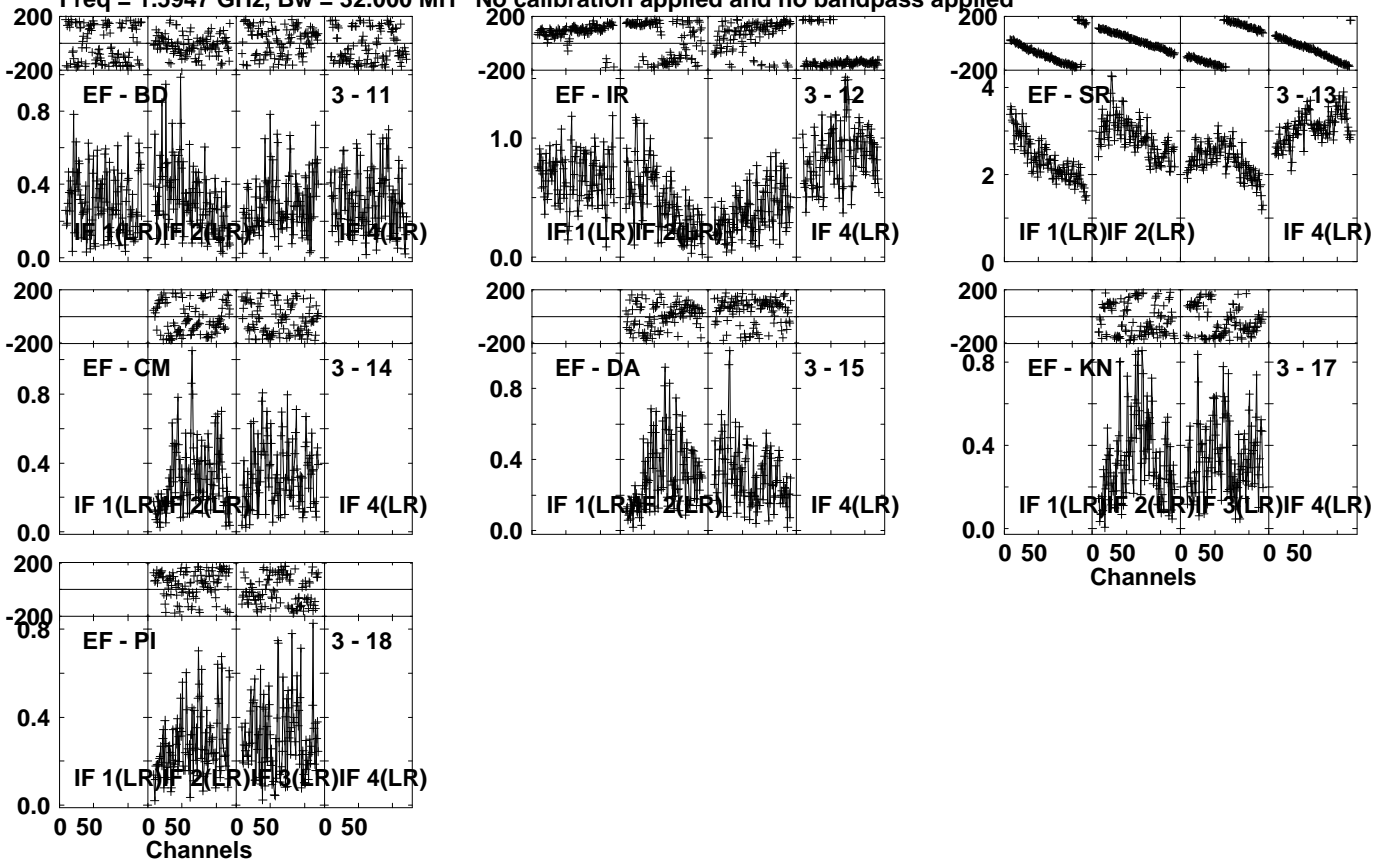 Freq = 1.5947 GHz, Bw = 32.000 MH No calibration applied and no bandpass applied
200 200 200
-200 -200 -200
EF - BD 3 - 11 EF - IR 3 - 12 EF - SR 3 - 13
0.8 1.0 4
0.4 2
IF 1(LR) IF 2(LR) IF 4(LR) IF 1(LR) IF 2(LR) IF 4(LR) IF 1(LR) IF 2(LR) IF 4(LR)
0.0 0.0 0
200 200 200
-200 -200 -200
EF - CM 3 - 14 EF - DA 3 - 15 EF - KN 3 - 17
0.8 0.8 0.8
0.4 0.4 0.4
IF 1(LR) IF 2(LR) IF 4(LR) IF 1(LR) IF 2(LR) IF 4(LR) IF 1(LR) IF 2(LR) IF 3(LR) IF 4(LR)
0.0 0.0 0.0
0 50 0 50 0 50 0 50
Channels
200
-200
0.8
EF - PI 3 - 18
0.4
IF 1(LR) IF 2(LR) IF 3(LR) IF 4(LR)
0.0
0 50 0 50 0 50 0 50
Channels